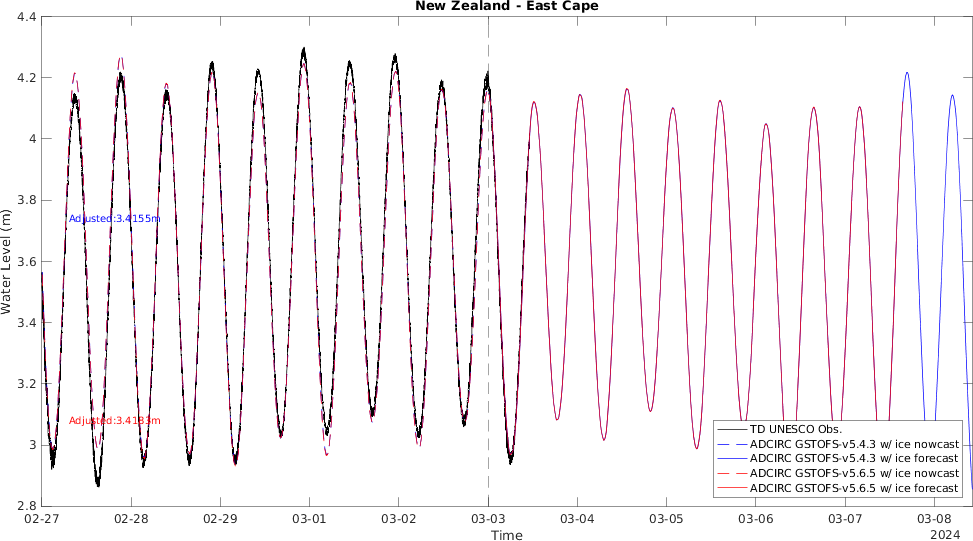 New Zealand - East Cape
4.4
4.2
4
3.8
3.6
3.4
3.2
3
2.8
Water Level (m)
Adjusted:3.4155m
Adjusted:3.4183m
TD UNESCO Obs.
ADCIRC GSTOFS-v5.4.3 w/ ice nowcast
ADCIRC GSTOFS-v5.4.3 w/ ice forecast
ADCIRC GSTOFS-v5.6.5 w/ ice nowcast
ADCIRC GSTOFS-v5.6.5 w/ ice forecast
02-27 02-28 02-29 03-01 03-02 03-03 03-04 03-05 03-06 03-07 03-08
Time
2024